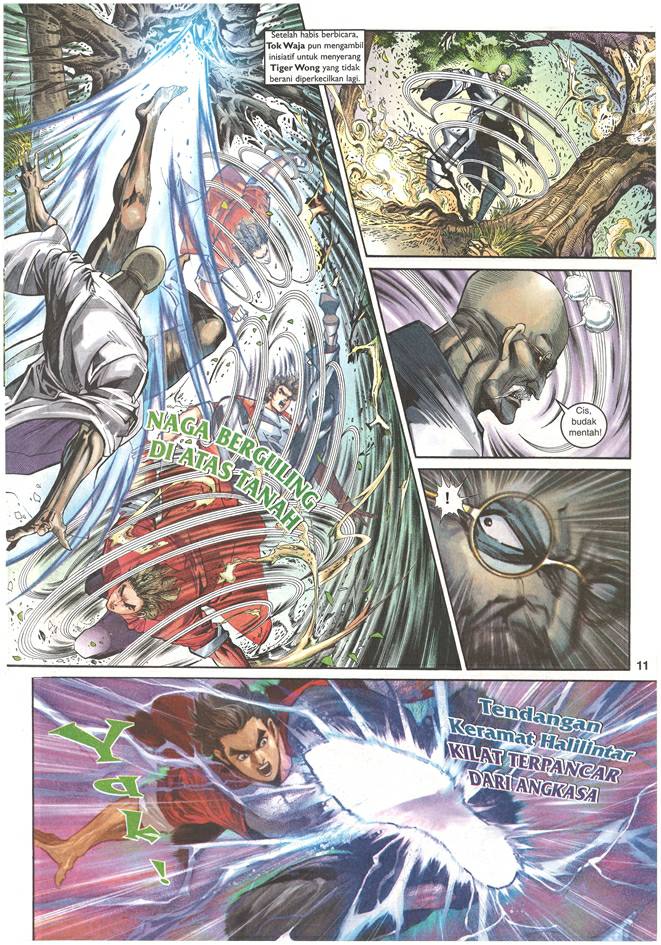 Setelah habis berbicara,
Tok Waja pun mengambil
inisiatif untuk menyerang
Tiger Wong yang tidak
berani diperkecilkan lagi.
NAGA BERGULING
DI ATAS TANAH
Cis,
budak
mentah!
!
11
Yak!
Tendangan
Keramat Halilintar
KILAT TERPANCAR
DARI ANGKASA